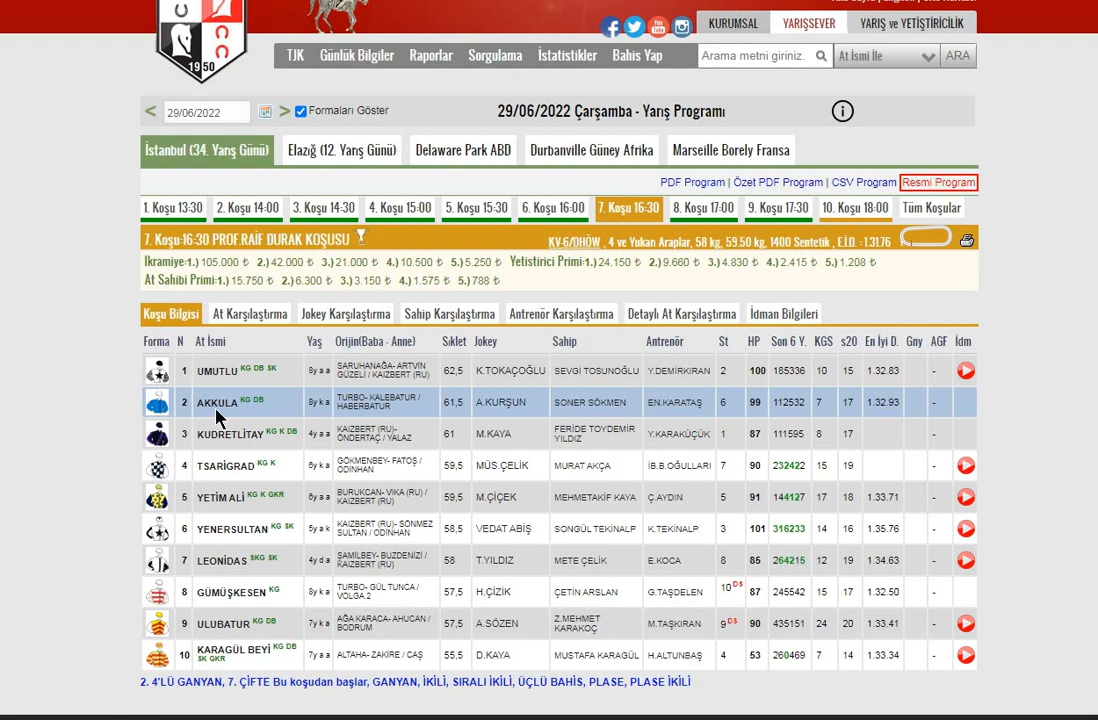 C C
1950
KURUMSAL YARIŞSEVER YARIŞ ve YETİŞTİRİCİLİK
TJK Günlük Bilgiler Raporlar Sorgulama İstatistikler Bahis Yap Arama metni giriniz. At İsmi İle ARA
< 29/06/2022 > Formaları Göster 29/06/2022 Çarşamba - Yarış Programı
İstanbul (34. Yarış Günü) Elazığ (12. Yarış Günü) Delaware Park ABD Durbanville Güney Afrika Marseille Borely Fransa
PDF Program | Özet PDF Program | CSV Program Resmi Program
1. Koşu 13:30 2. Koşu 14:00 3. Koşu 14:30 4. Koşu 15:00 5. Koşu 15:30 6. Koşu 16:00 7. Koşu 16:30 8. Koşu 17:00 9. Koşu 17:30 10. Koşu 18:00 Tüm Koşular
7. Koşu:16:30 PROF.RAİF DURAK KOŞUSU KV-6/DHÖW , 4 ve Yukarı Araplar, 58 kg, 59.50 kg, 1400 Sentetik , E.İ.D. :1.31.76
İkramiye:1.) 105.000 ₺ 2.) 42.000 ₺ 3.) 21.000 ₺ 4.) 10.500 ₺ 5.) 5.250 ₺ Yetistirici Primi:1.) 24.150 ₺ 2.) 9.660 ₺ 3.) 4.830 ₺ 4.) 2.415 ₺ 5.) 1.208 ₺
At Sahibi Primi:1.) 15.750 ₺ 2.) 6.300 ₺ 3.) 3.150 ₺ 4.) 1.575 ₺ 5.) 788 ₺
Koşu Bilgisi At Karşılaştırma Jokey Karşılaştırma Sahip Karşılaştırma Antrenör Karşılaştırma Detaylı At Karşılaştırma İdman Bilgileri
Forma N At İsmi Yaş Orijin(Baba - Anne) Sıklet Jokey Sahip Antrenör St HP Son 6 Y. KGS s20 En İyi D. Gny AGF İdm
1 UMUTLU KG DB SK 8y a a SARUHANAĞA- ARTVİN GÜZELİ / KAIZBERT (RU) 62,5 K.TOKAÇOĞLU SEVGİ TOSUNOĞLU Y.DEMİRKIRAN 2 100 185336 10 15 1.32.83
2 AKKULA KG DB 8y k a TURBO- KALEBATUR / HABERBATUR 61,5 A.KURŞUN SONER SÖKMEN EN.KARATAŞ 6 99 112532 7 17 1.32.93 -
3 KUDRETLİTAY KG K DB 4y a a KAIZBERT (RU)- ÖNDERTAÇ / YALAZ 61 M.KAYA FERİDE TOYDEMİR YILDIZ Y.KARAKÜÇÜK 1 87 111595 8 17 -
4 TSARİGRAD KG K 6y k a GÖKMENBEY- FATOŞ / ODİNHAN 59,5 MÜS.ÇELİK MURAT AKÇA İB.B.OĞULLARI 7 90 232422 15 19 -
5 YETİM ALİ KG K GKR 6y a a BURUKCAN- VIKA (RU) / KAIZBERT (RU) 59,5 M.ÇİÇEK MEHMETAKİF KAYA Ç.AYDIN 5 91 144127 17 18 1.33.71 -
6 YENERSULTAN KG SK 5y a k KAIZBERT (RU)- SÖNMEZ SULTAN / ODİNHAN 58,5 VEDAT ABİŞ SONGÜL TEKİNALP K.TEKİNALP 3 101 316233 14 16 1.35.76 -
7 LEONİDAS SKG SK 4y d a ŞAMİLBEY- BUZDENİZİ / KAIZBERT (RU) 58 T.YILDIZ METE ÇELİK E.KOCA 8 85 264215 12 19 1.34.63 -
8 GÜMÜŞKESEN KG 8y a a TURBO- GÜL TUNCA / VOLGA.2 57,5 H.ÇİZİK ÇETİN ARSLAN G.TAŞDELEN 10 DS 87 245542 15 17 1.32.50 -
9 ULUBATUR KG DB 7y k a AĞA KARACA- AHUCAN / BODRUM 57,5 A.SÖZEN Z.MEHMET KARAKOÇ M.TAŞKIRAN 9 DS 90 435151 24 20 1.33.41 -
10 KARAGÜL BEYİ KG DB SK GKR 7y a a ALTAHA- ZAKİRE / CAŞ 55,5 D.KAYA MUSTAFA KARAGÜL H.ALTUNBAŞ 4 53 260469 7 14 1.33.34 -
2. 4'LÜ GANYAN, 7. ÇİFTE Bu koşudan başlar, GANYAN, İKİLİ, SIRALI İKİLİ, ÜÇLÜ BAHİS, PLASE, PLASE İKİLİ